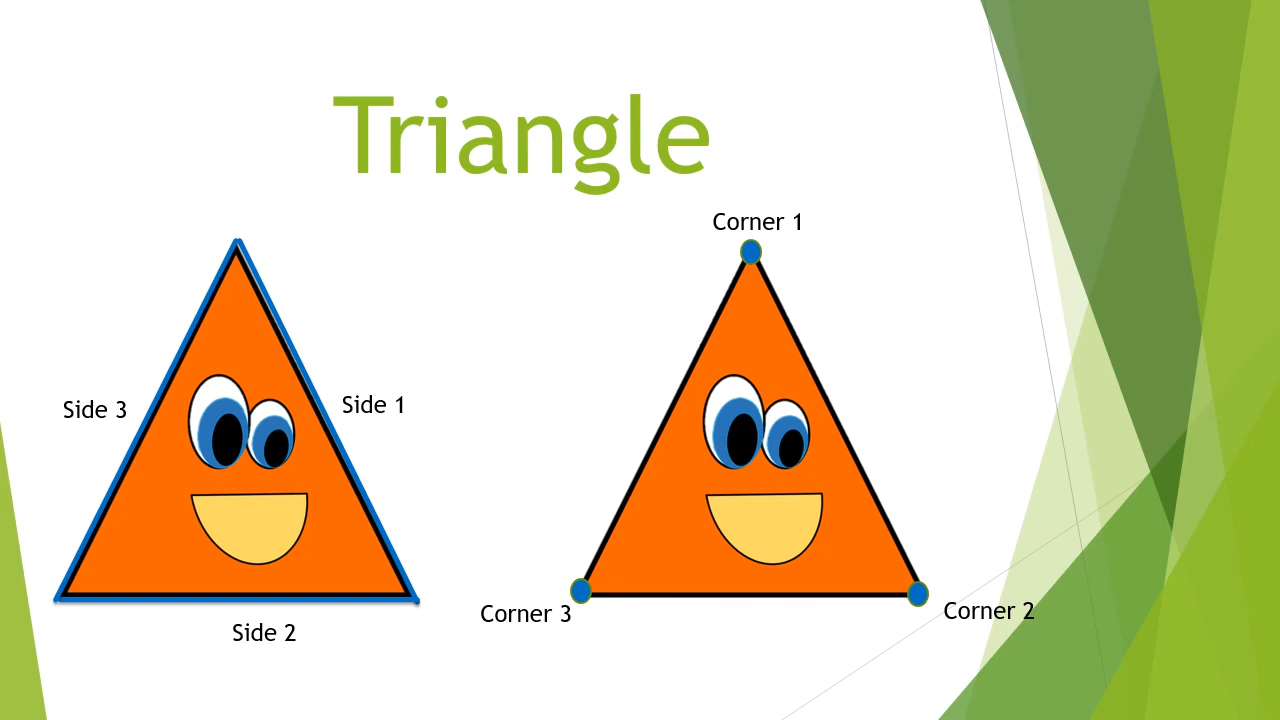 Triangle
Corner 1
Side 3
Side 1
Corner 3
Corner 2
Side 2